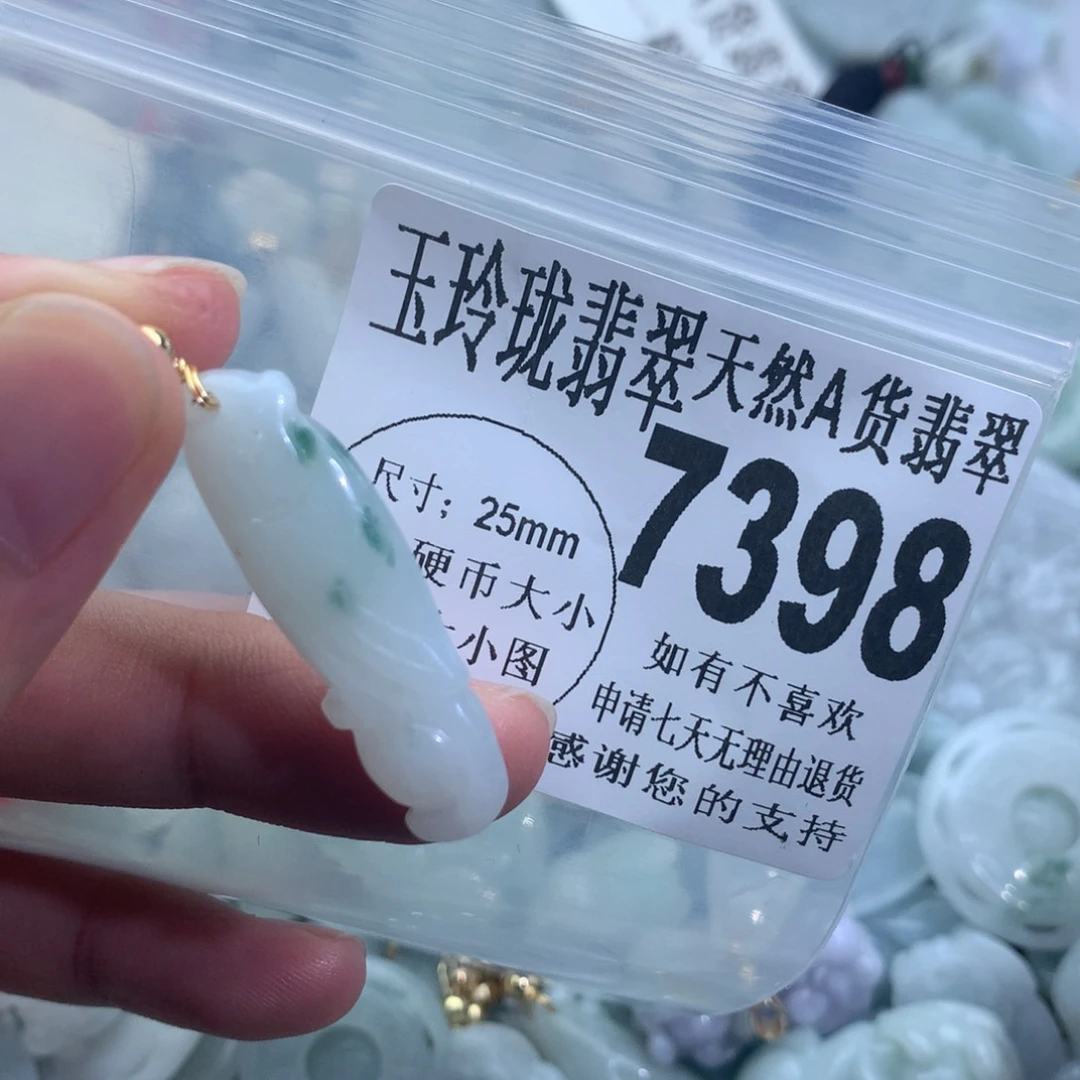 玉玲珑翡翠天然A货翡翠
7398
尺寸；25mm
硬币大小
小图
如有不喜欢
申请七天无理由退货
感谢您的支持